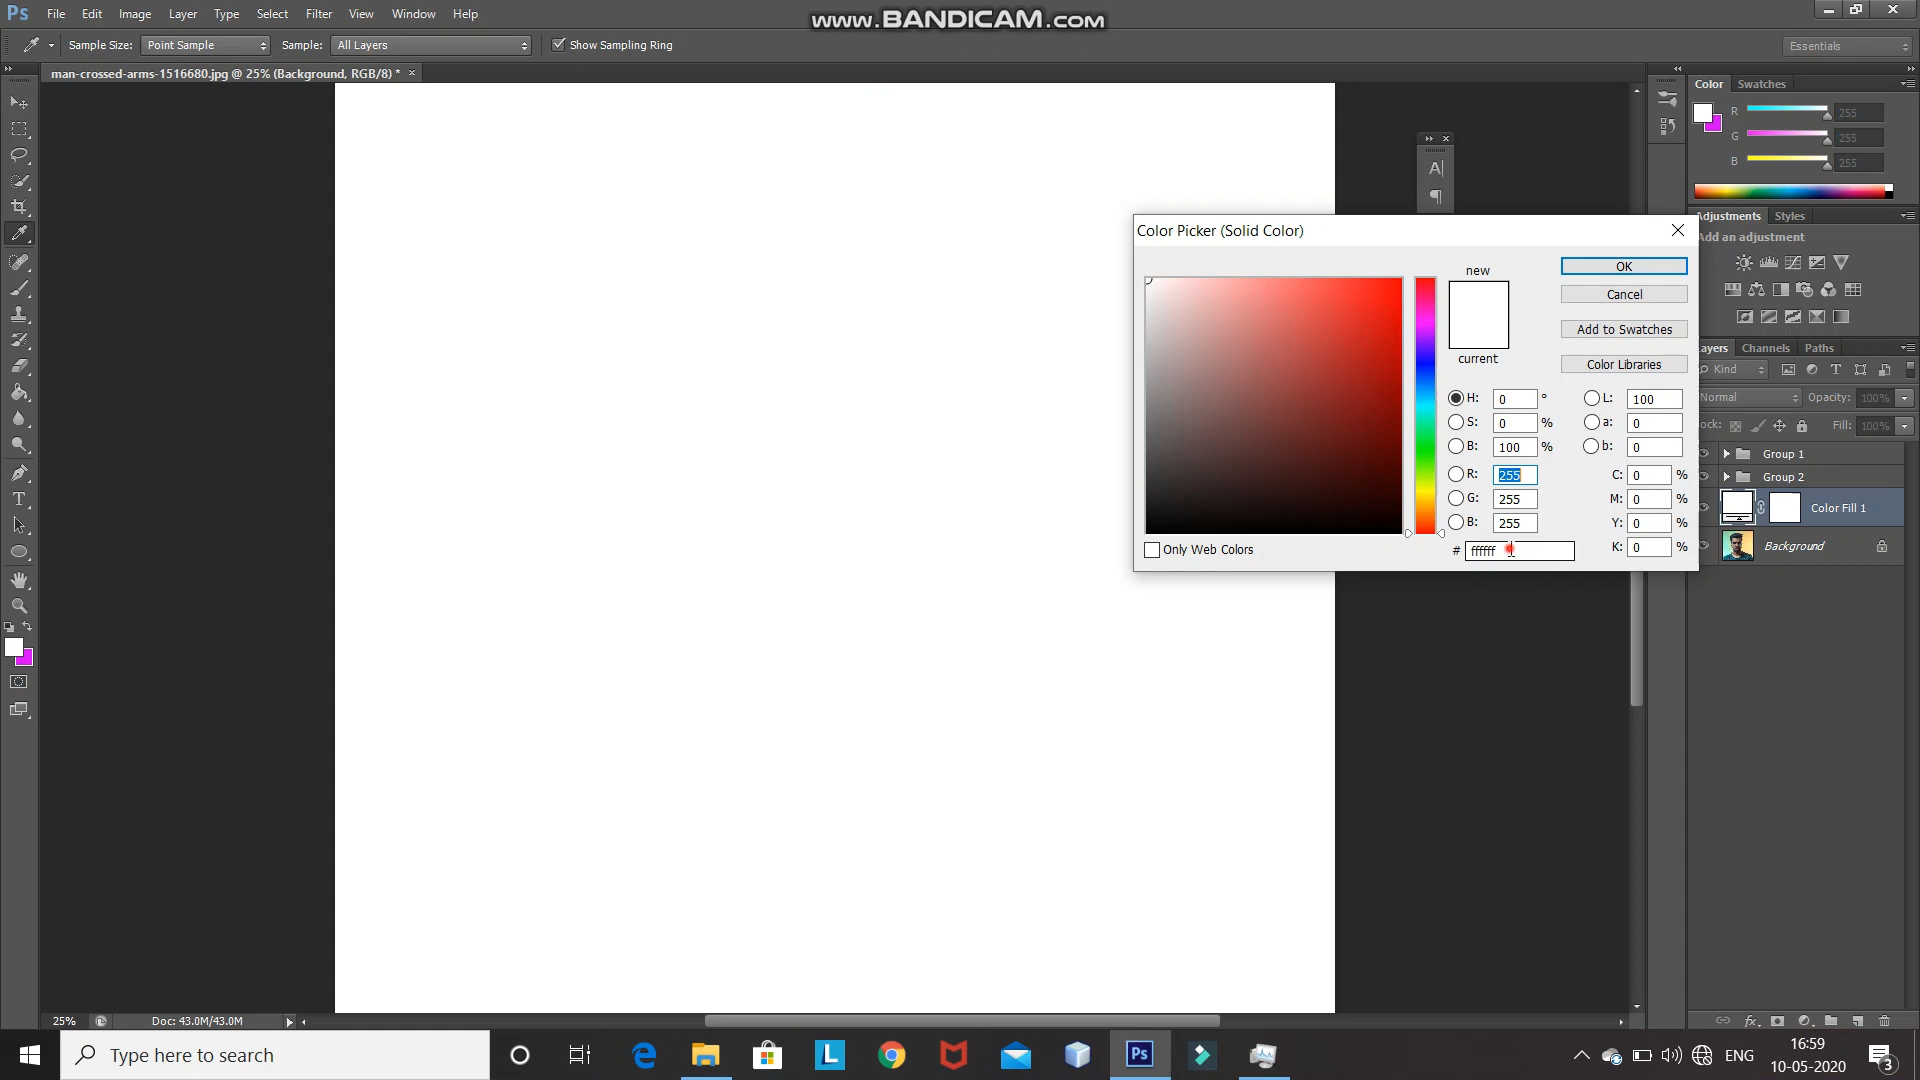 Ps File Edit Image Layer Type Select Filter View Window Help
www.BANDICAM.com
Sample Size: Point Sample Sample: All Layers Show Sampling Ring Essentials
man-crossed-arms-1516680.jpg @ 25% (Background, RGB/8) *
Color Swatches
R 255
G 255
B 255
A
Color Picker (Solid Color)
new
current
OK
Cancel
Add to Swatches
Color Libraries
H: 0 °
S: 0 %
B: 100 %
R: 255
G: 255
B: 255
# ffffff
L: 100
a: 0
b: 0
C: 0 %
M: 0 %
Y: 0 %
K: 0 %
Only Web Colors
Adjustments Styles
Add an adjustment
Layers Channels Paths
Kind
Normal Opacity: 100%
Lock: Fill: 100%
Group 1
Group 2
Color Fill 1
Background
25% Doc: 43.0M/43.0M
Type here to search
L
Ps
ENG
16:59
10-05-2020
3